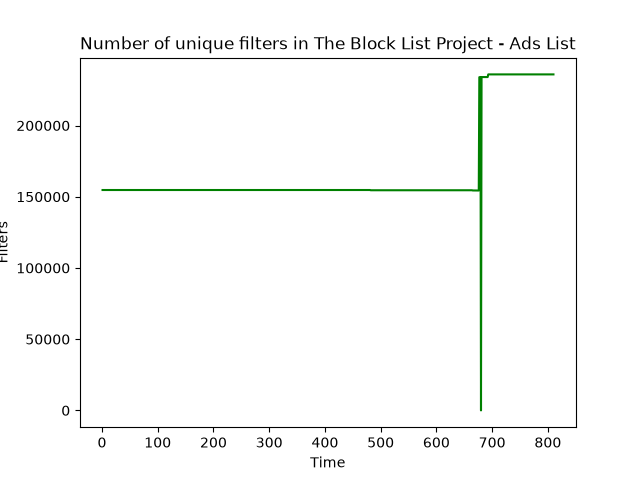 Number of unique filters in The Block List Project - Ads List
200000
150000
100000
50000
0
Filters
0 100 200 300 400 500 600 700 800
Time